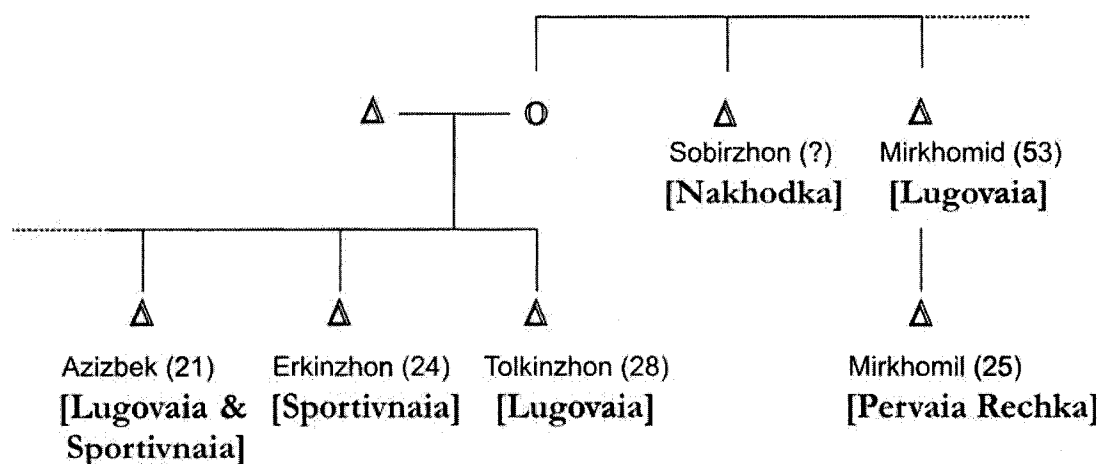 Sobirzhon (?) Mirkhomid (53)
[Nakhodka] [Lugovaia]
Azizbek (21) Erkinzhon (24) Tolkinzhon (28) Mirkhomil (25)
[Lugovaia & [Sportivnaia] [Lugovaia] [Pervaia Rechka]
Sportivnaia]